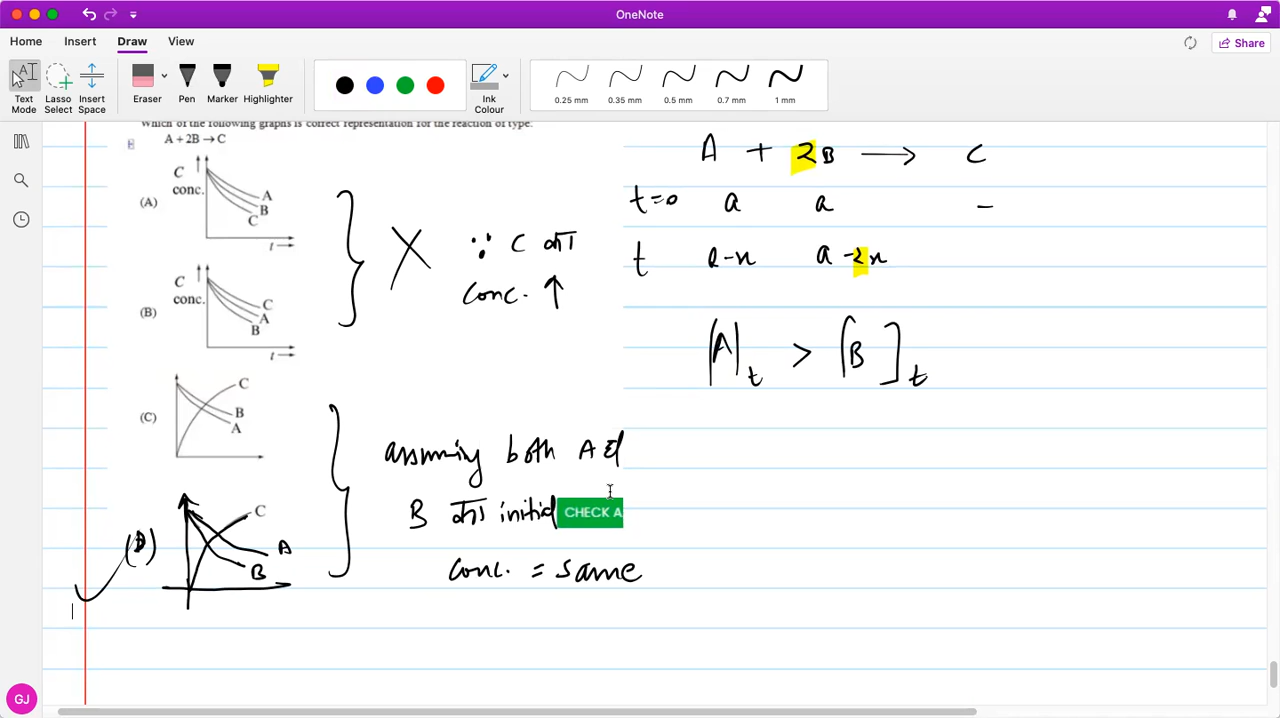 OneNote
Home Insert Draw View
Share
Text Mode
Lasso Select
Insert Space
Eraser
Pen
Marker
Highlighter
Ink Colour
0.25 mm
0.35 mm
0.5 mm
0.7 mm
1 mm
Which of the following graphs is correct representation for the reaction of type:
A + 2B → C
(A)
C
conc.
A
B
C
t
(B)
C
conc.
C
A
B
t
(C)
C
B
A
(D)
C
A
B
X ∵ C की
conc. ↑
assuming both A &
B की initial
CHECK A
conc. = same
A + 2B → C
t=0 a a –
t a-x a-2x
[A]t > [B]t
GJ